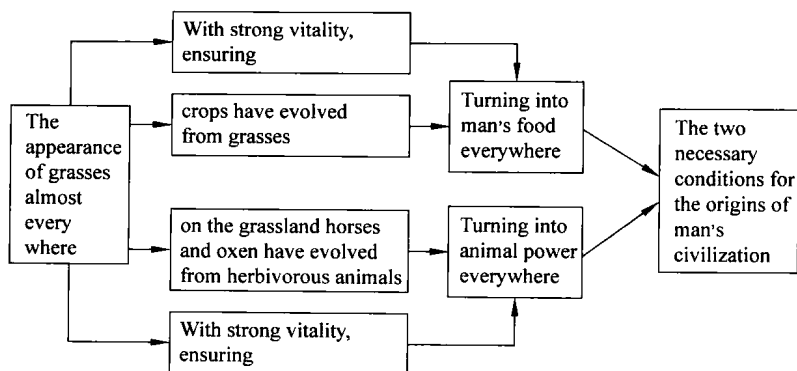 With strong vitality,
ensuring
The
appearance
of grasses
almost
every
where
crops have evolved
from grasses
Turning into
man's food
everywhere
The two
necessary
conditions for
the origins of
man's
civilization
on the grassland horses
and oxen have evolved
from herbivorous animals
Turning into
animal power
everywhere
With strong vitality,
ensuring